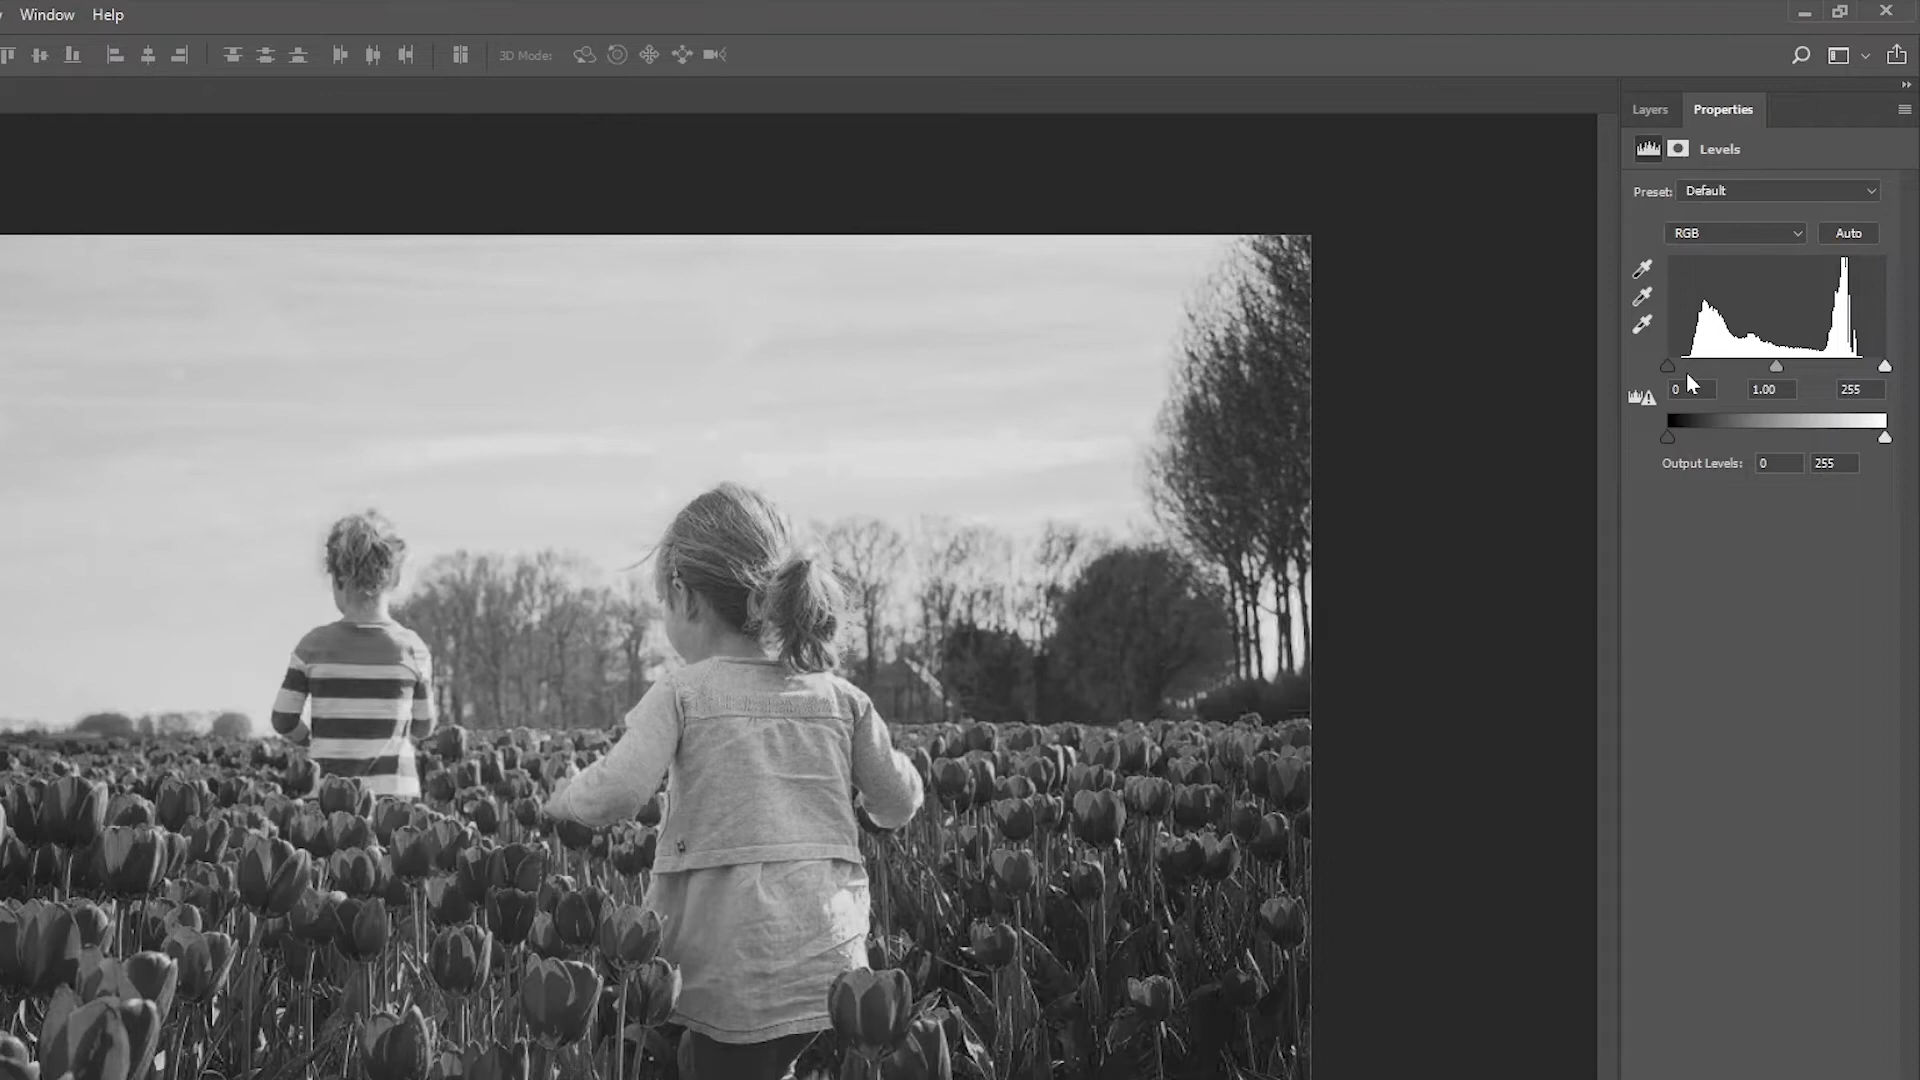 Window Help
3D Mode:
Layers Properties
Levels
Preset: Default
RGB Auto
0 1.00 255
Output Levels: 0 255